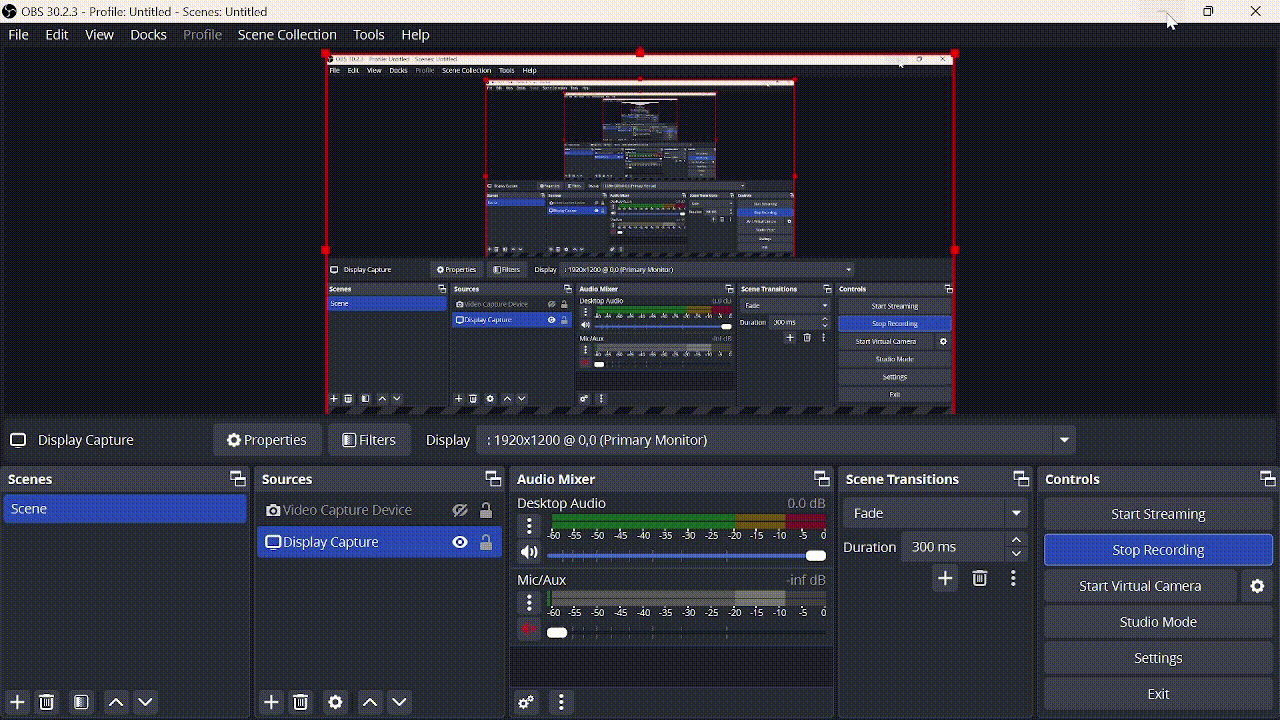 OBS 30.2.3 - Profile: Untitled - Scenes: Untitled
File Edit View Docks Profile Scene Collection Tools Help
OBS 30.2.3 - Profile: Untitled - Scenes: Untitled
File Edit View Docks Profile Scene Collection Tools Help
Display Capture Properties Filters Display : 1920x1200 @ 0,0 (Primary Monitor)
Scenes Sources Audio Mixer Scene Transitions Controls
Scene Video Capture Device Desktop Audio 0.0 dB Fade Start Streaming
Display Capture Duration 300 ms Stop Recording
Mic/Aux -inf dB Start Virtual Camera
Studio Mode
Settings
Exit
Display Capture Properties Filters Display : 1920x1200 @ 0,0 (Primary Monitor)
Scenes Sources Audio Mixer Scene Transitions Controls
Scene Video Capture Device Desktop Audio 0.0 dB Fade Start Streaming
-60 -55 -50 -45 -40 -35 -30 -25 -20 -15 -10 -5 0
Display Capture Duration 300 ms Stop Recording
Mic/Aux -inf dB Start Virtual Camera
-60 -55 -50 -45 -40 -35 -30 -25 -20 -15 -10 -5 0
Studio Mode
Settings
Exit